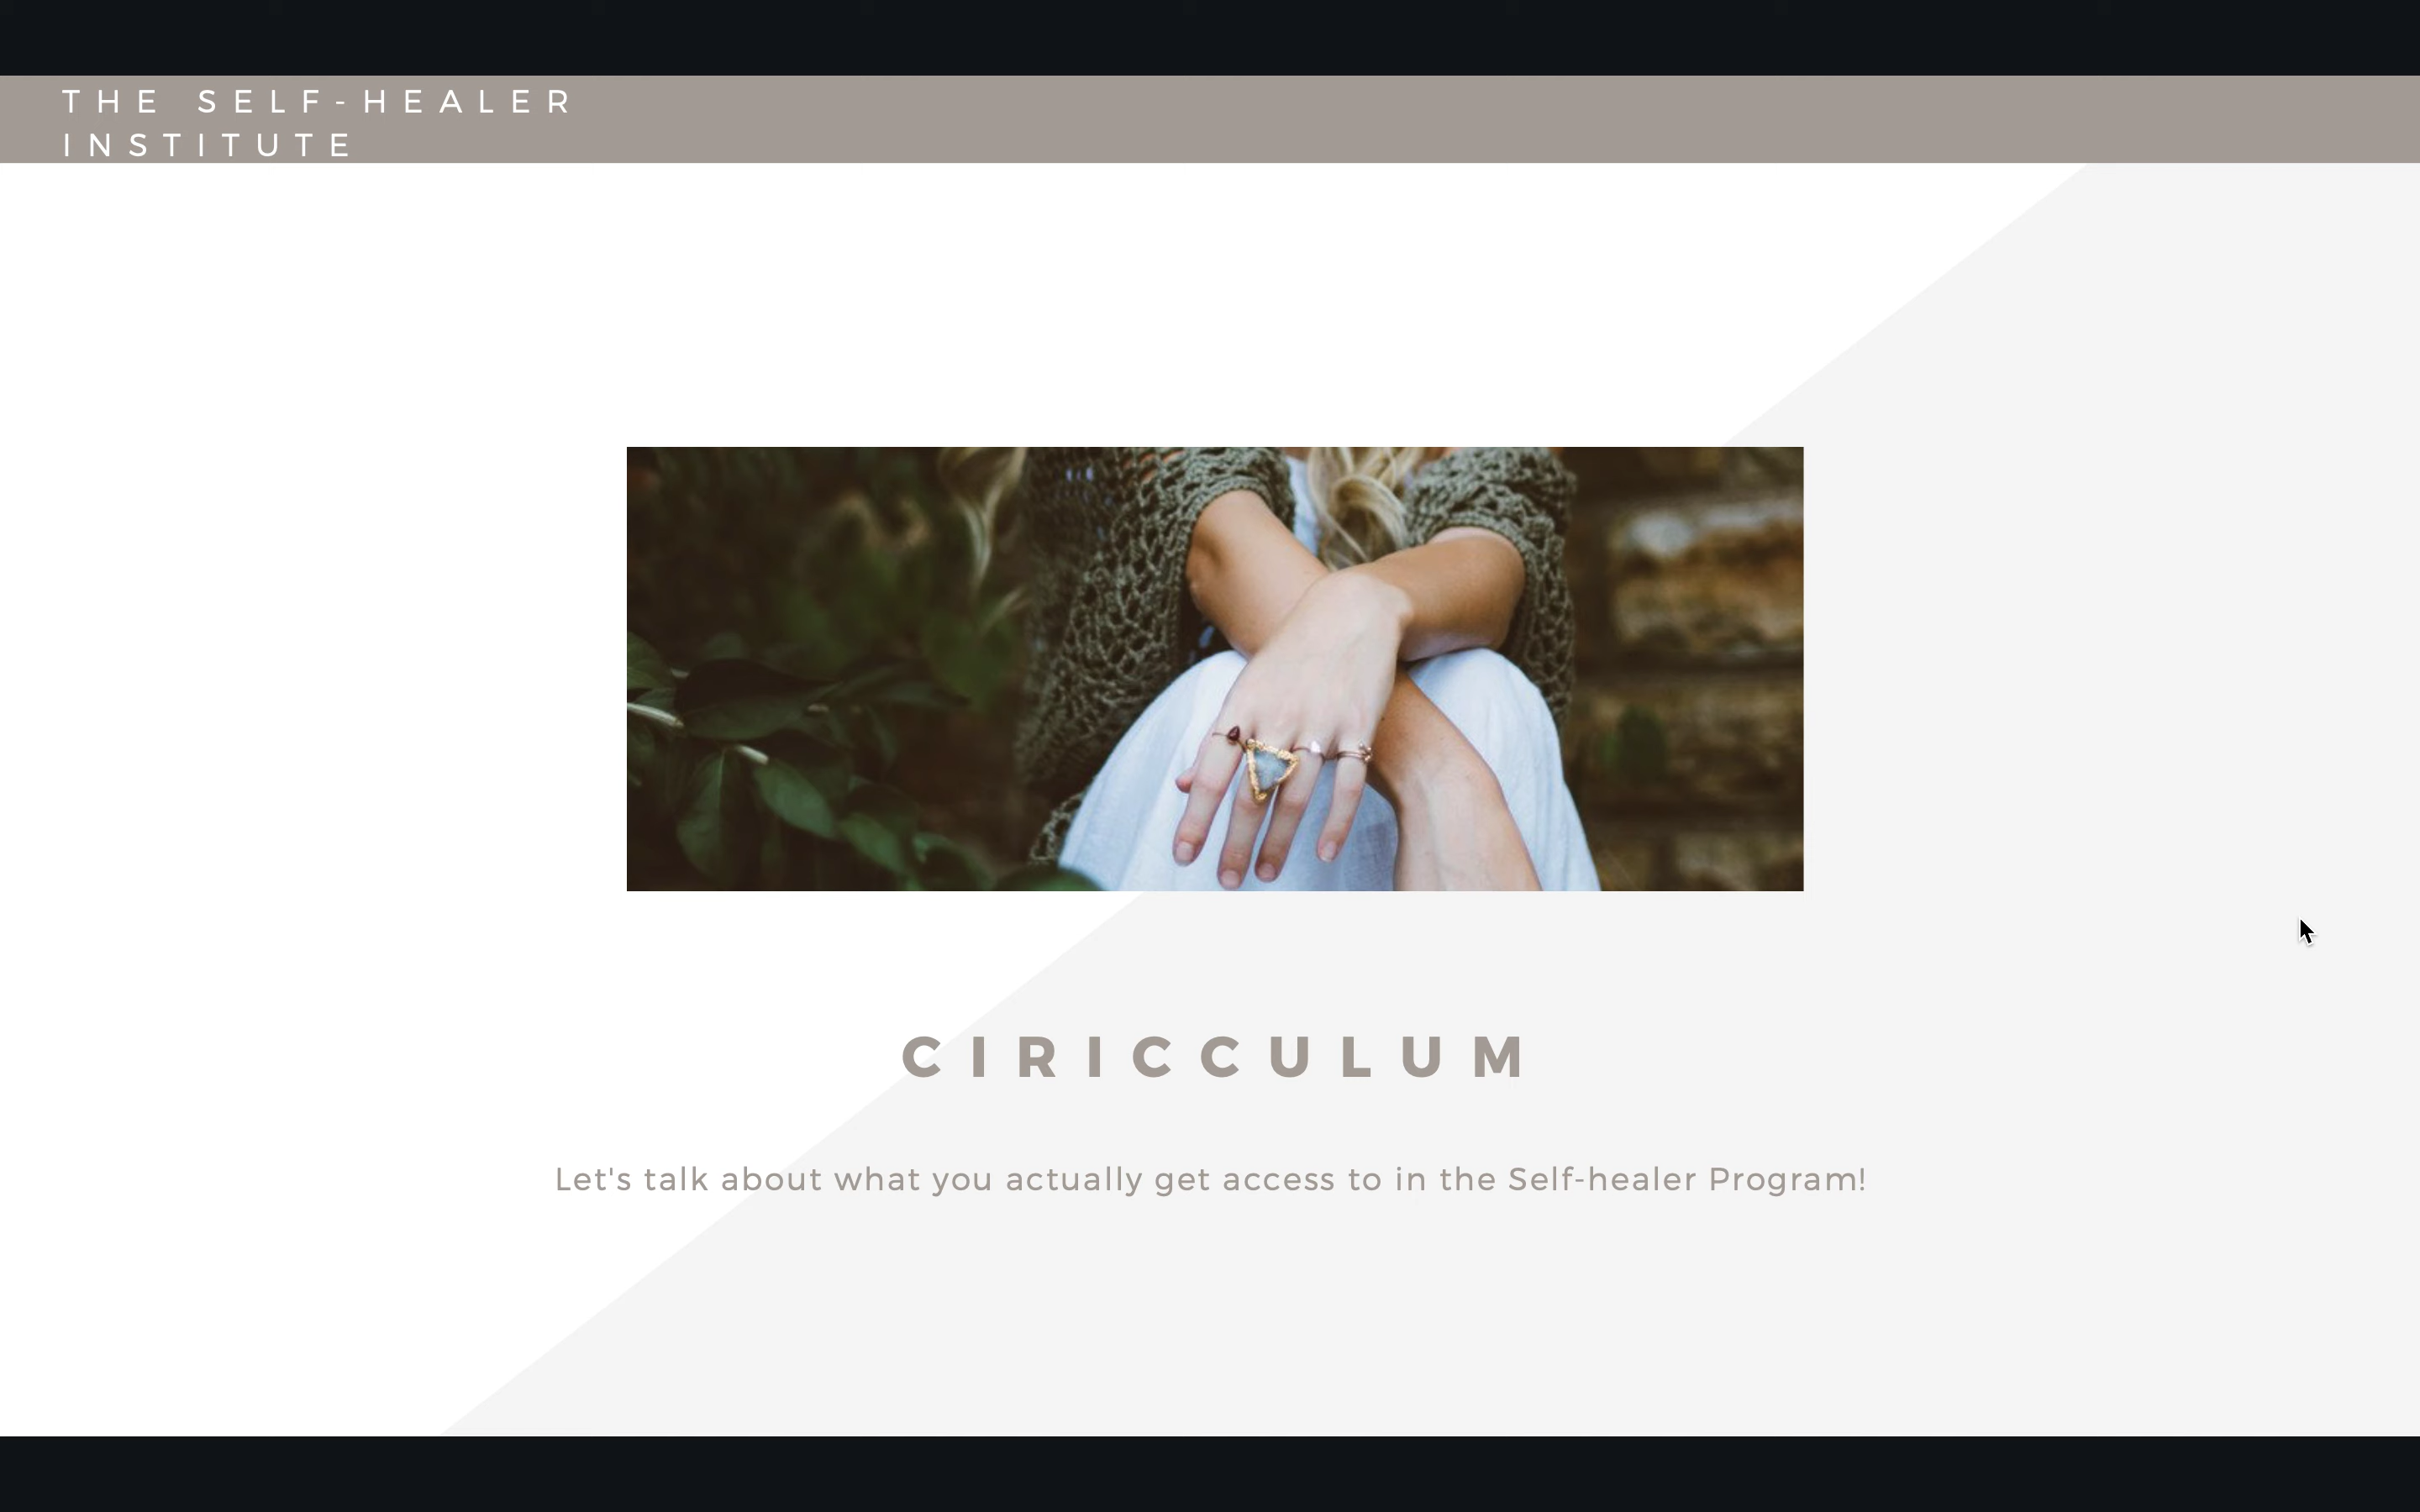 THE SELF-HEALER
INSTITUTE
CIRICCULUM
Let's talk about what you actually get access to in the Self-healer Program!